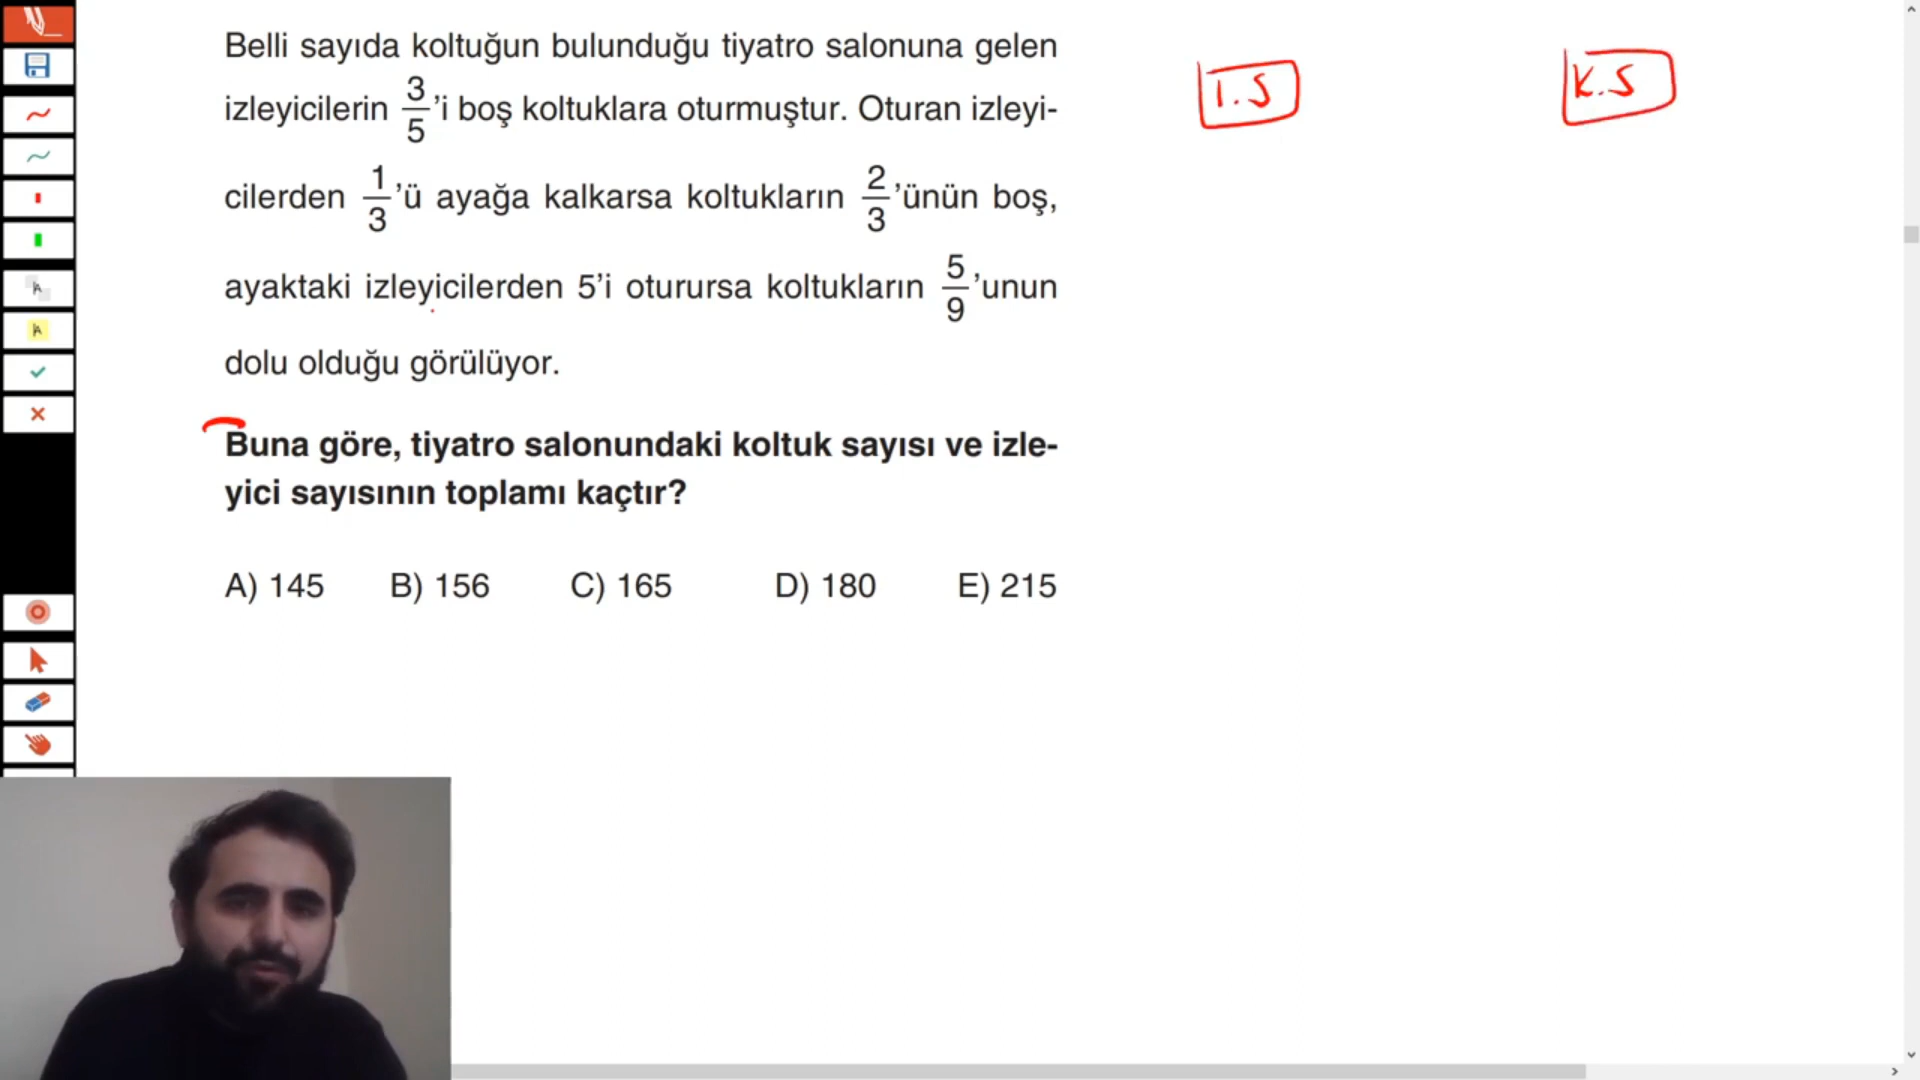 Belli sayıda koltuğun bulunduğu tiyatro salonuna gelen
izleyicilerin 3/5'i boş koltuklara oturmuştur. Oturan izleyi-
cilerden 1/3'ü ayağa kalkarsa koltukların 2/3'ünün boş,
ayaktaki izleyicilerden 5'i oturursa koltukların 5/9'unun
dolu olduğu görülüyor.
Buna göre, tiyatro salonundaki koltuk sayısı ve izle-
yici sayısının toplamı kaçtır?
A) 145 B) 156 C) 165 D) 180 E) 215
İ.S
K.S